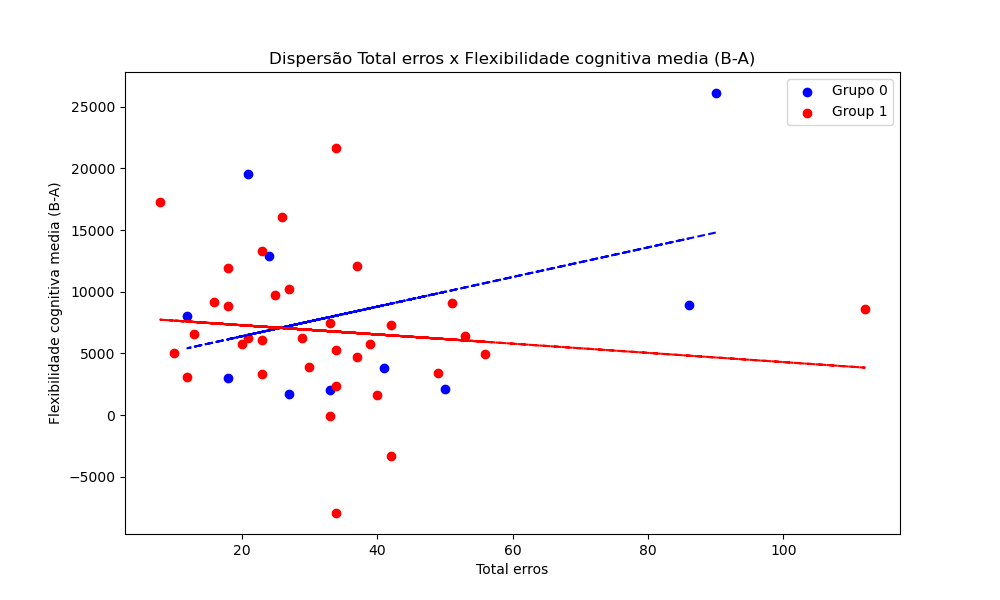 Dispersão Total erros x Flexibilidade cognitiva media (B-A)
Grupo 0
Group 1
Flexibilidade cognitiva media (B-A)
25000
20000
15000
10000
5000
0
−5000
20 40 60 80 100
Total erros